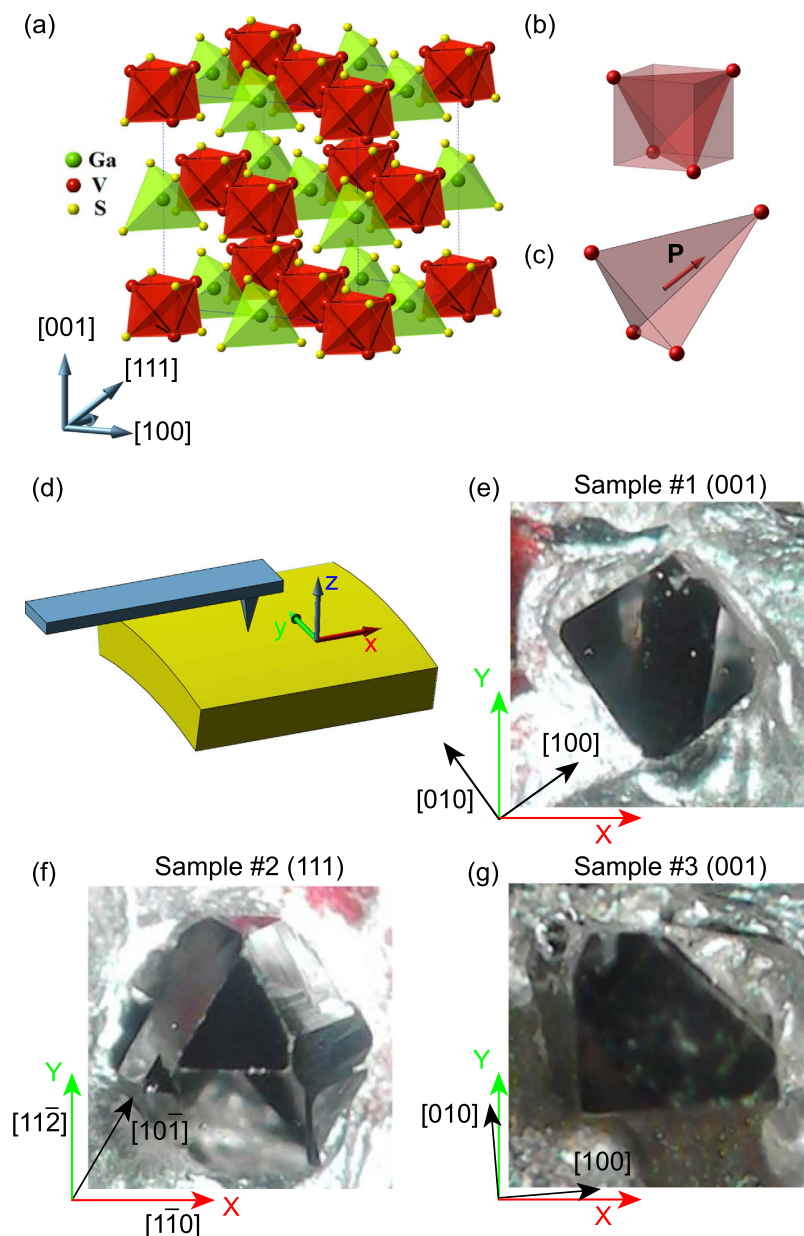 (a)
(b)
Ga
V
S
(c)
P
[001]
[111]
[100]
(d)
(e)
Sample #1 (001)
z
y
x
Y
[100]
[010]
X
(f)
Sample #2 (111)
(g)
Sample #3 (001)
Y
[112̅]
[101̅]
X
[11̅0]
Y
[010]
[100]
X